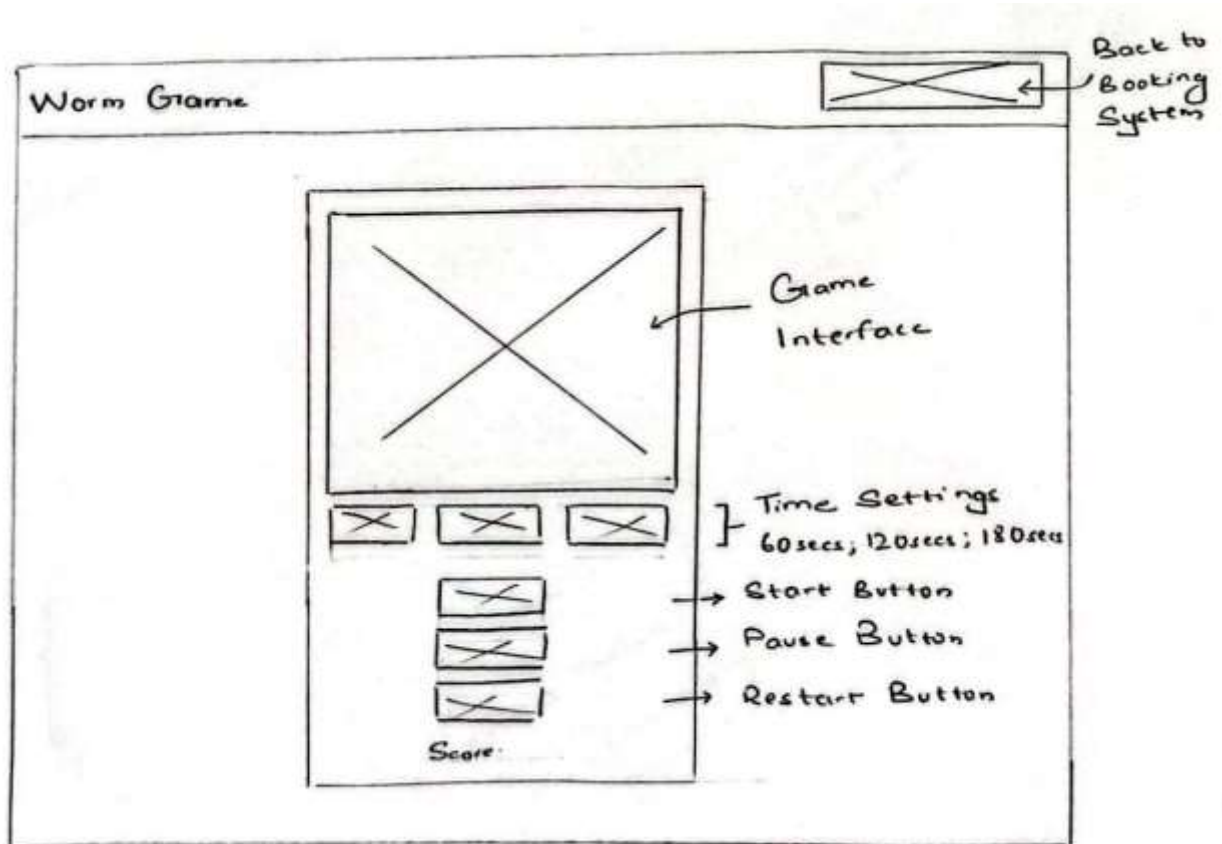 Worm Game
Back to
Booking
System
Game
Interface
Time Settings
60secs; 120secs; 180secs
Start Button
Pause Button
Restart Button
Score.